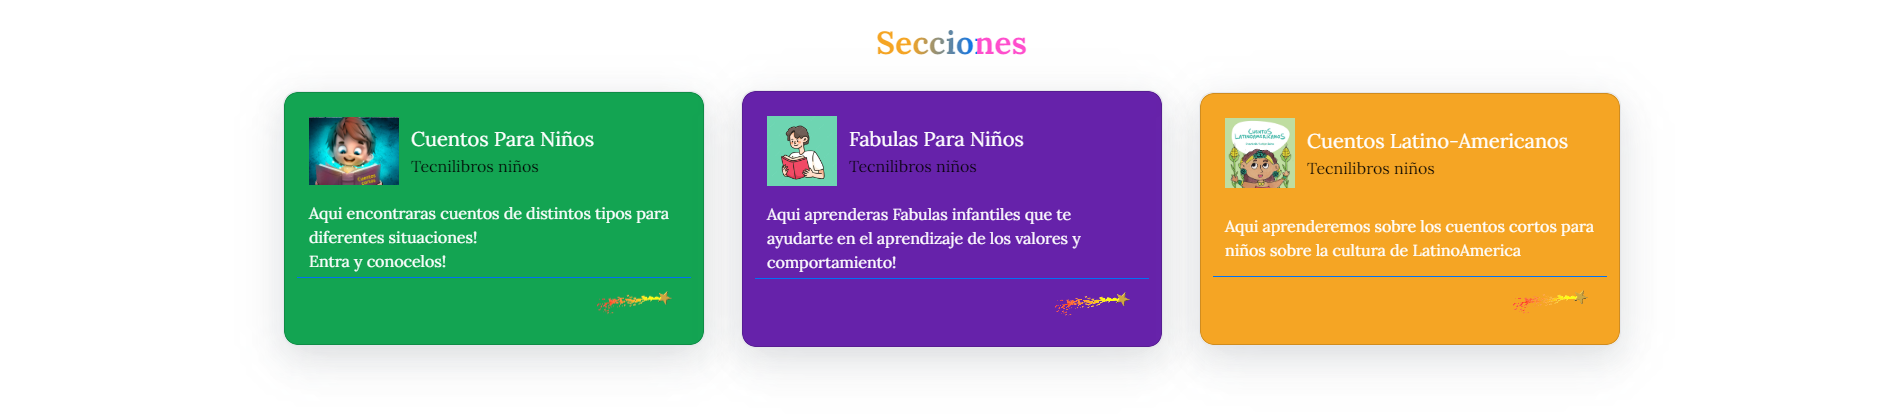 Secciones
Cuentos Para Niños
Tecnilibros niños
Aqui encontraras cuentos de distintos tipos para
diferentes situaciones!
Entra y conocelos!
Fabulas Para Niños
Tecnilibros niños
Aqui aprenderas Fabulas infantiles que te
ayudarte en el aprendizaje de los valores y
comportamiento!
CUENTOS
LATINOAMERICANOS
Cuentos Latino-Americanos
Tecnilibros niños
Aqui aprenderemos sobre los cuentos cortos para
niños sobre la cultura de LatinoAmerica